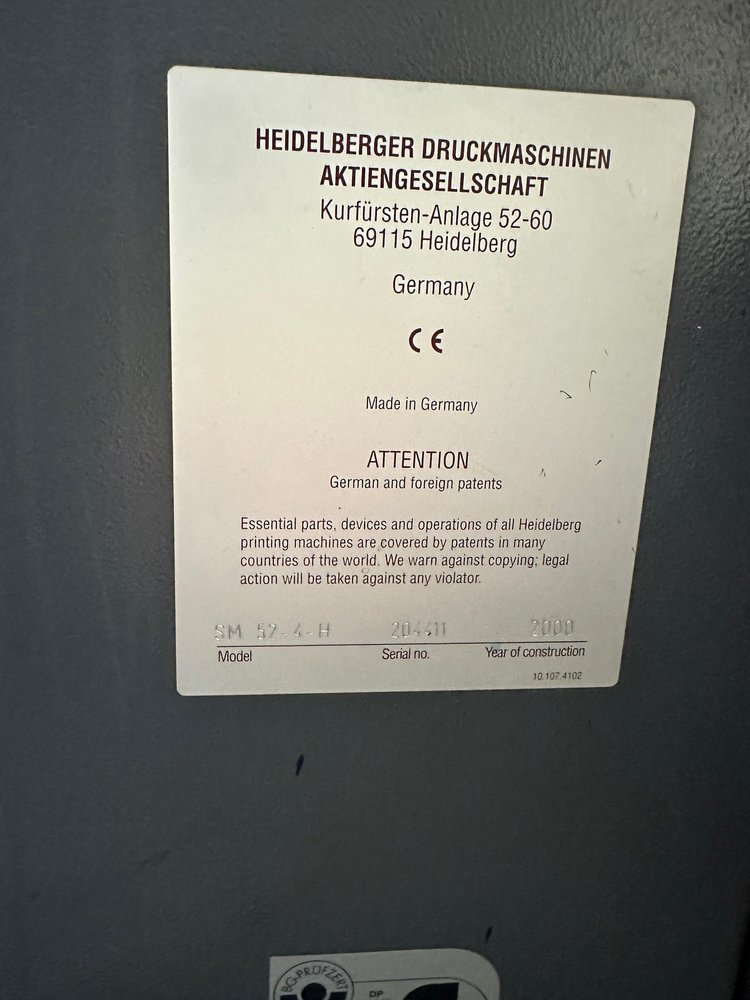 HEIDELBERGER DRUCKMASCHINEN
AKTIENGESELLSCHAFT
Kurfürsten-Anlage 52-60
69115 Heidelberg
Germany
CE
Made in Germany
ATTENTION
German and foreign patents
Essential parts, devices and operations of all Heidelberg
printing machines are covered by patents in many
countries of the world. We warn against copying; legal
action will be taken against any violator.
SM 52-4-H 204411 2000
Model Serial no. Year of construction
10.107.4102
BG-PRÜFZERT
DP